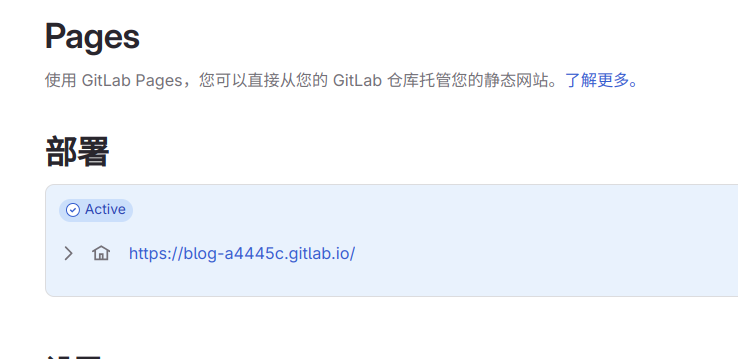 Pages
使用 GitLab Pages，您可以直接从您的 GitLab 仓库托管您的静态网站。了解更多。
部署
Active
https://blog-a4445c.gitlab.io/